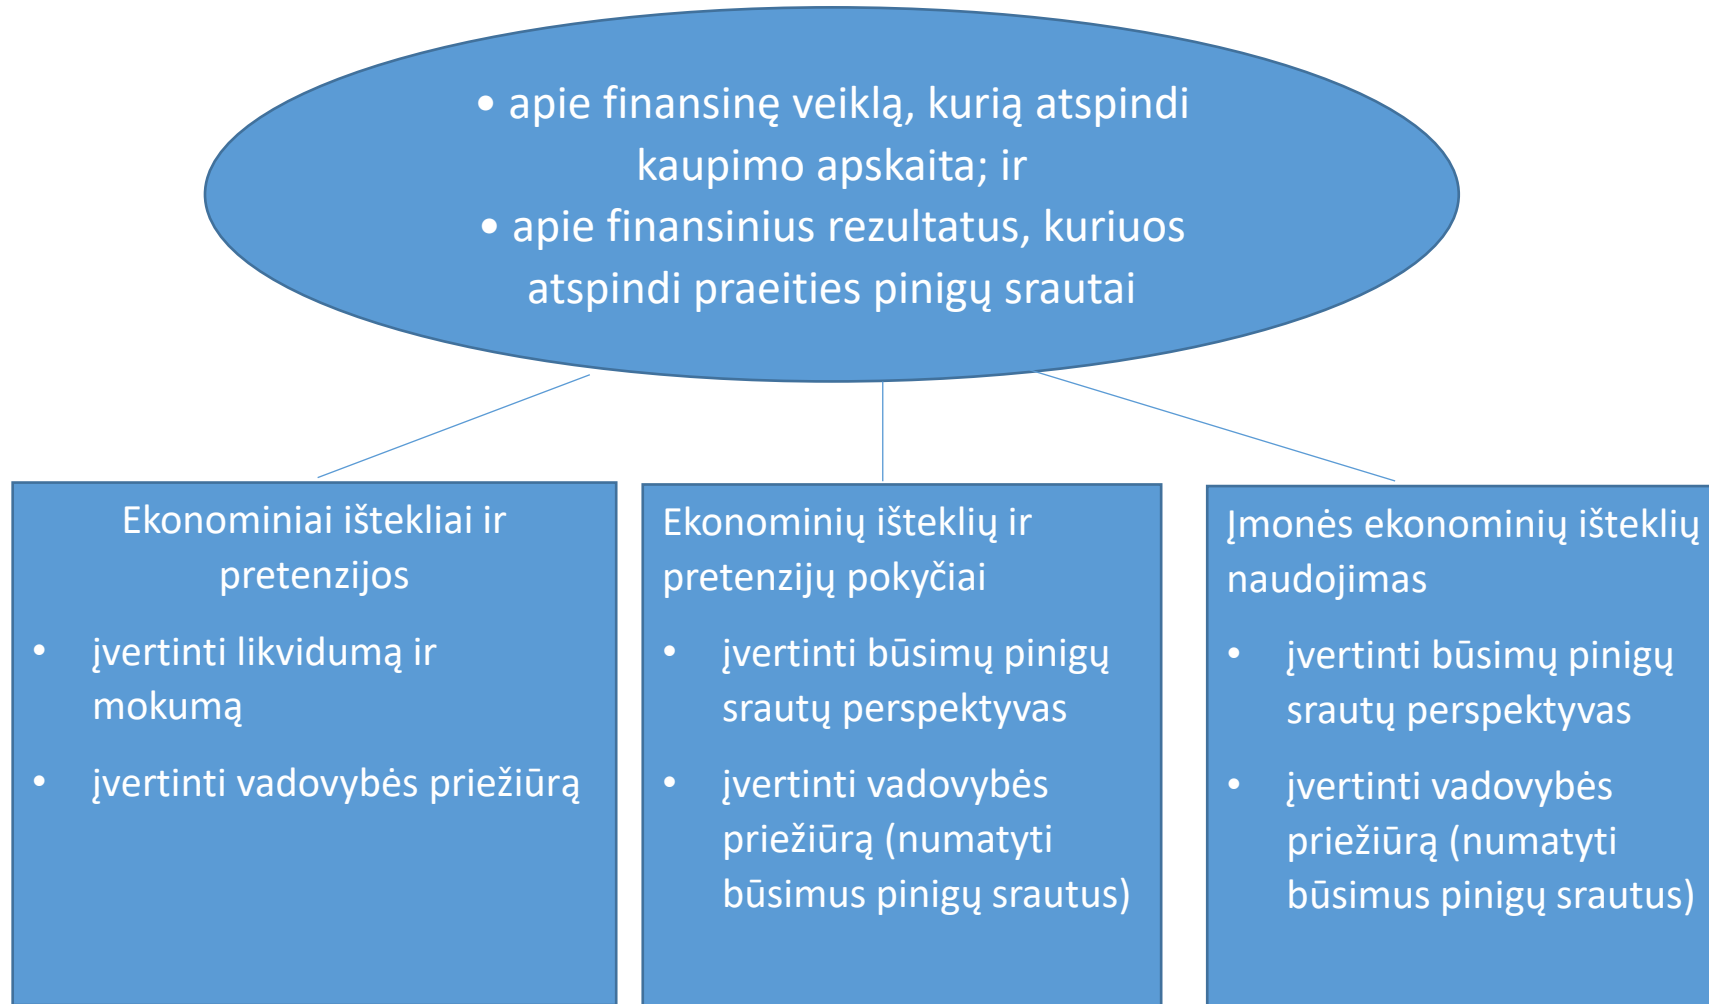 • apie finansinę veiklą, kurią atspindi
kaupimo apskaita; ir
• apie finansinius rezultatus, kuriuos
atspindi praeities pinigų srautai
Ekonominiai ištekliai ir
pretenzijos
• įvertinti likvidumą ir
mokumą
• įvertinti vadovybės priežiūrą
Ekonominių išteklių ir
pretenzijų pokyčiai
• įvertinti būsimų pinigų
srautų perspektyvas
• įvertinti vadovybės
priežiūrą (numatyti
būsimus pinigų srautus)
Įmonės ekonominių išteklių
naudojimas
• įvertinti būsimų pinigų
srautų perspektyvas
• įvertinti vadovybės
priežiūrą (numatyti
būsimus pinigų srautus)